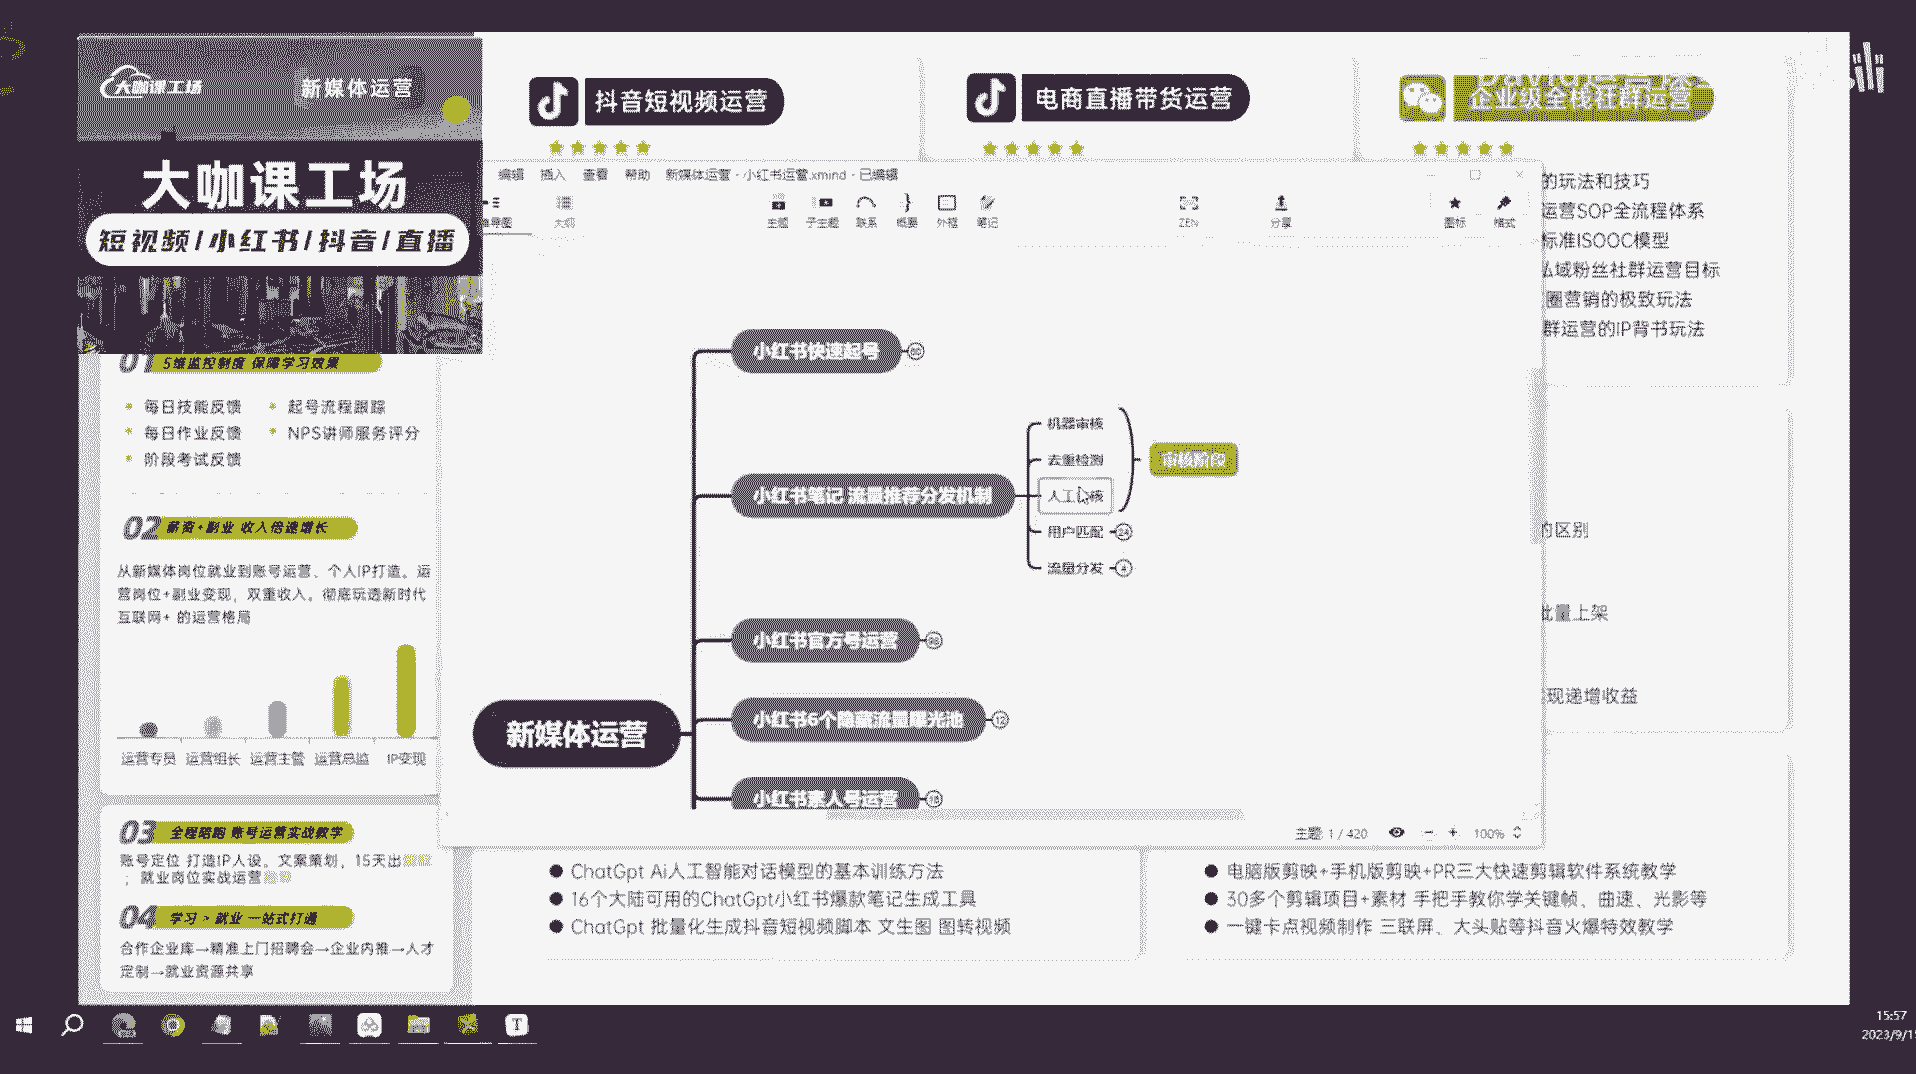 大咖课工场
新媒体运营
大咖课工场
短视频/小红书/抖音/直播
抖音短视频运营
电商直播带货运营
企业级全栈社群运营
编辑 插入 查看 帮助 新媒体运营 - 小红书运营.xmind - 已编辑
大纲 主题 子主题 联系 概要 外框 笔记 ZEN 分享 图标 格式
的玩法和技巧
运营SOP全流程体系
标准ISOOC模型
私域粉丝社群运营目标
圈营销的极致玩法
群运营的IP背书玩法
的区别
批量上架
现递增收益
01 5维监控制度 保障学习效果
每日技能反馈 起号流程跟踪
每日作业反馈 NPS讲师服务评分
阶段考试反馈
02 薪资+副业 收入倍速增长
从新媒体岗位就业到账号运营、个人IP打造。运
营岗位+副业变现，双重收入。彻底玩透新时代
互联网+ 的运营格局
运营专员 运营组长 运营主管 运营总监 IP变现
03 全程陪跑 账号运营实战教学
账号定位 打造IP人设。文案策划，15天出
；就业岗位实战运营
04 学习 > 就业 一站式打通
合作企业库→精准上门招聘会→企业内推→人才
定制→就业资源共享
新媒体运营
小红书快速起号
小红书笔记 流量推荐分发机制
机器审核
去重检测
人工审核
用户匹配 24
流量分发 4
审核阶段
小红书官方号运营
小红书6个隐藏流量曝光池 12
小红书素人号运营
主题: 1 / 420
100%
ChatGpt Ai人工智能对话模型的基本训练方法
16个大陆可用的ChatGpt小红书爆款笔记生成工具
ChatGpt 批量化生成抖音短视频脚本 文生图 图转视频
电脑版剪映+手机版剪映+PR三大快速剪辑软件系统教学
30多个剪辑项目+素材 手把手教你学关键帧、曲速、光影等
一键卡点视频制作 三联屏、大头贴等抖音火爆特效教学
15:57
2023/9/15